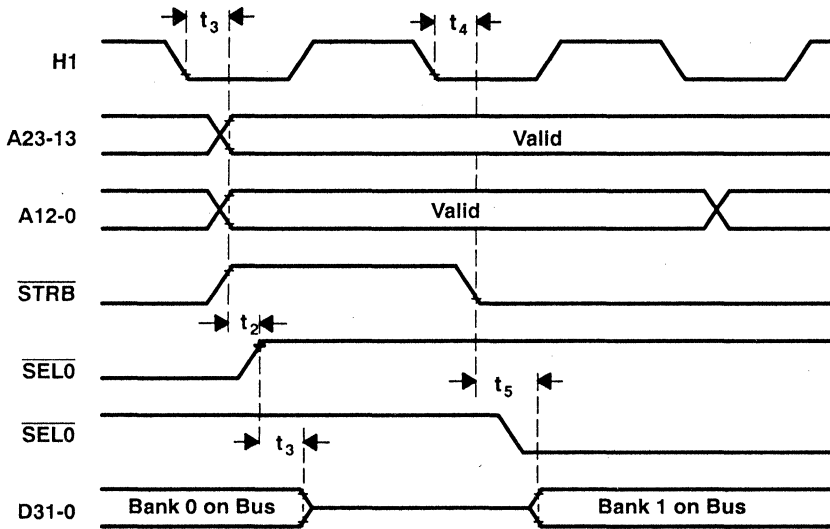 t3
t4
H1
A23-13
Valid
A12-0
Valid
STRB
t2
SEL0
t5
SEL0
t3
D31-0
Bank 0 on Bus
Bank 1 on Bus